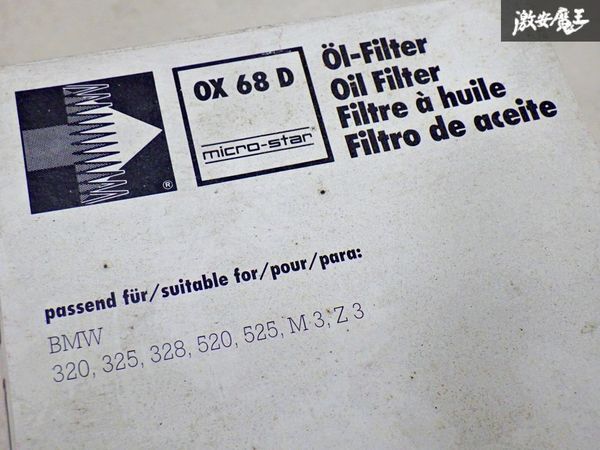 激安魔王
OX 68 D
micro-star
Öl-Filter
Oil Filter
Filtre à huile
Filtro de aceite
®
passend für/suitable for/pour/para:
BMW
320, 325, 328, 520, 525, M 3, Z 3